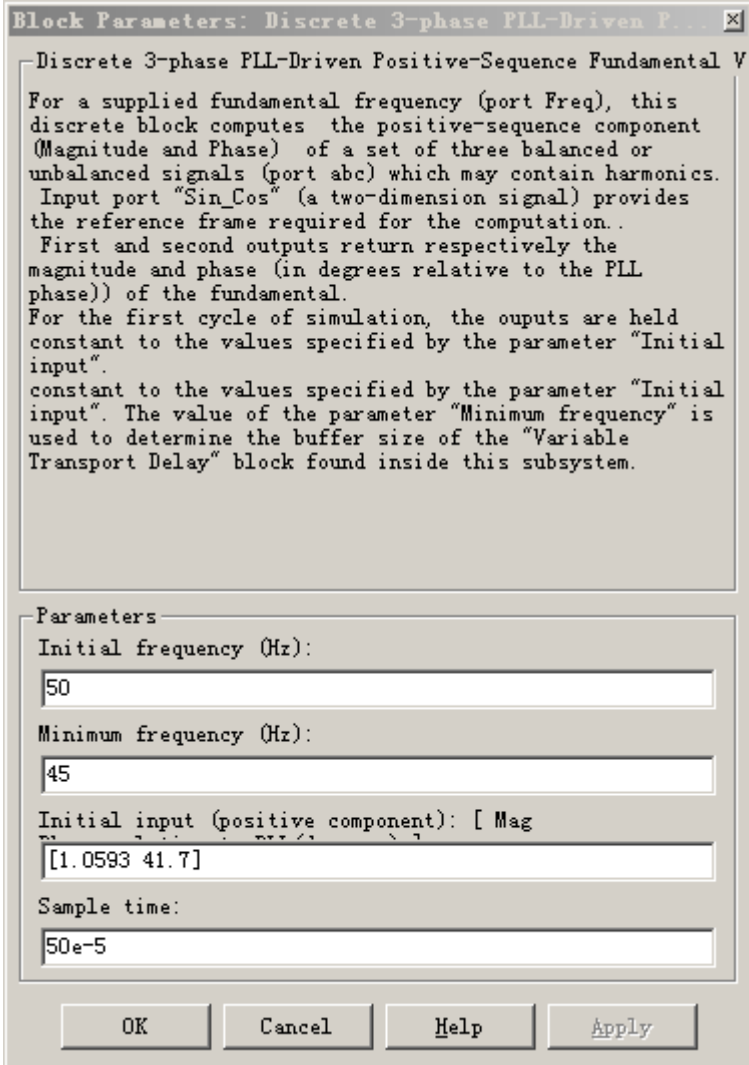 Block Parameters: Discrete 3-phase PLL-Driven P...
Discrete 3-phase PLL-Driven Positive-Sequence Fundamental V
For a supplied fundamental frequency (port Freq), this
discrete block computes the positive-sequence component
(Magnitude and Phase) of a set of three balanced or
unbalanced signals (port abc) which may contain harmonics.
Input port "Sin_Cos" (a two-dimension signal) provides
the reference frame required for the computation..
First and second outputs return respectively the
magnitude and phase (in degrees relative to the PLL
phase)) of the fundamental.
For the first cycle of simulation, the ouputs are held
constant to the values specified by the parameter "Initial
input".
constant to the values specified by the parameter "Initial
input". The value of the parameter "Minimum frequency" is
used to determine the buffer size of the "Variable
Transport Delay" block found inside this subsystem.
Parameters
Initial frequency (Hz):
50
Minimum frequency (Hz):
45
Initial input (positive component): [ Mag
[1.0593 41.7]
Sample time:
50e-5
OK
Cancel
Help
Apply